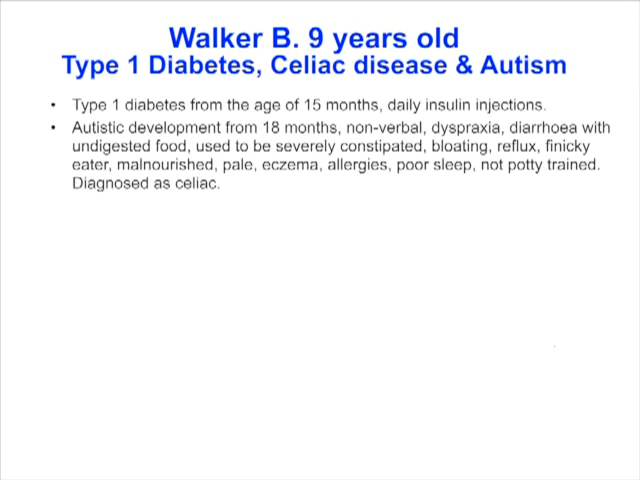 Walker B. 9 years old
Type 1 Diabetes, Celiac disease & Autism
• Type 1 diabetes from the age of 15 months, daily insulin injections.
• Autistic development from 18 months, non-verbal, dyspraxia, diarrhoea with
undigested food, used to be severely constipated, bloating, reflux, finicky
eater, malnourished, pale, eczema, allergies, poor sleep, not potty trained.
Diagnosed as celiac.